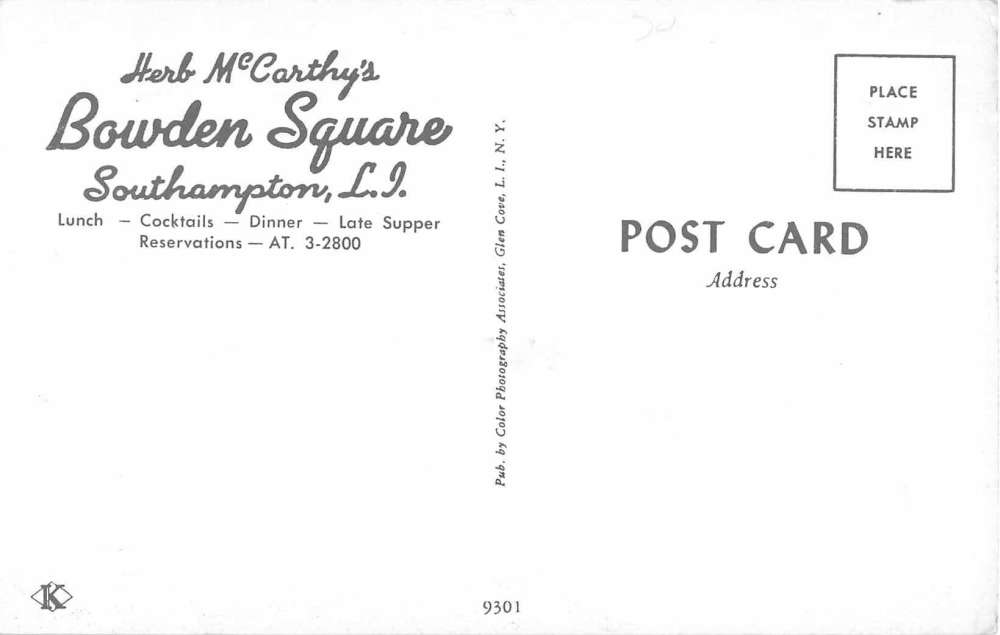 Herb McCarthy's
Bowden Square
Southampton, L.I.
Lunch – Cocktails — Dinner — Late Supper
Reservations — AT. 3-2800
Pub. by Color Photography Associates, Glen Cove, L. I., N. Y.
PLACE
STAMP
HERE
POST CARD
Address
K
9301